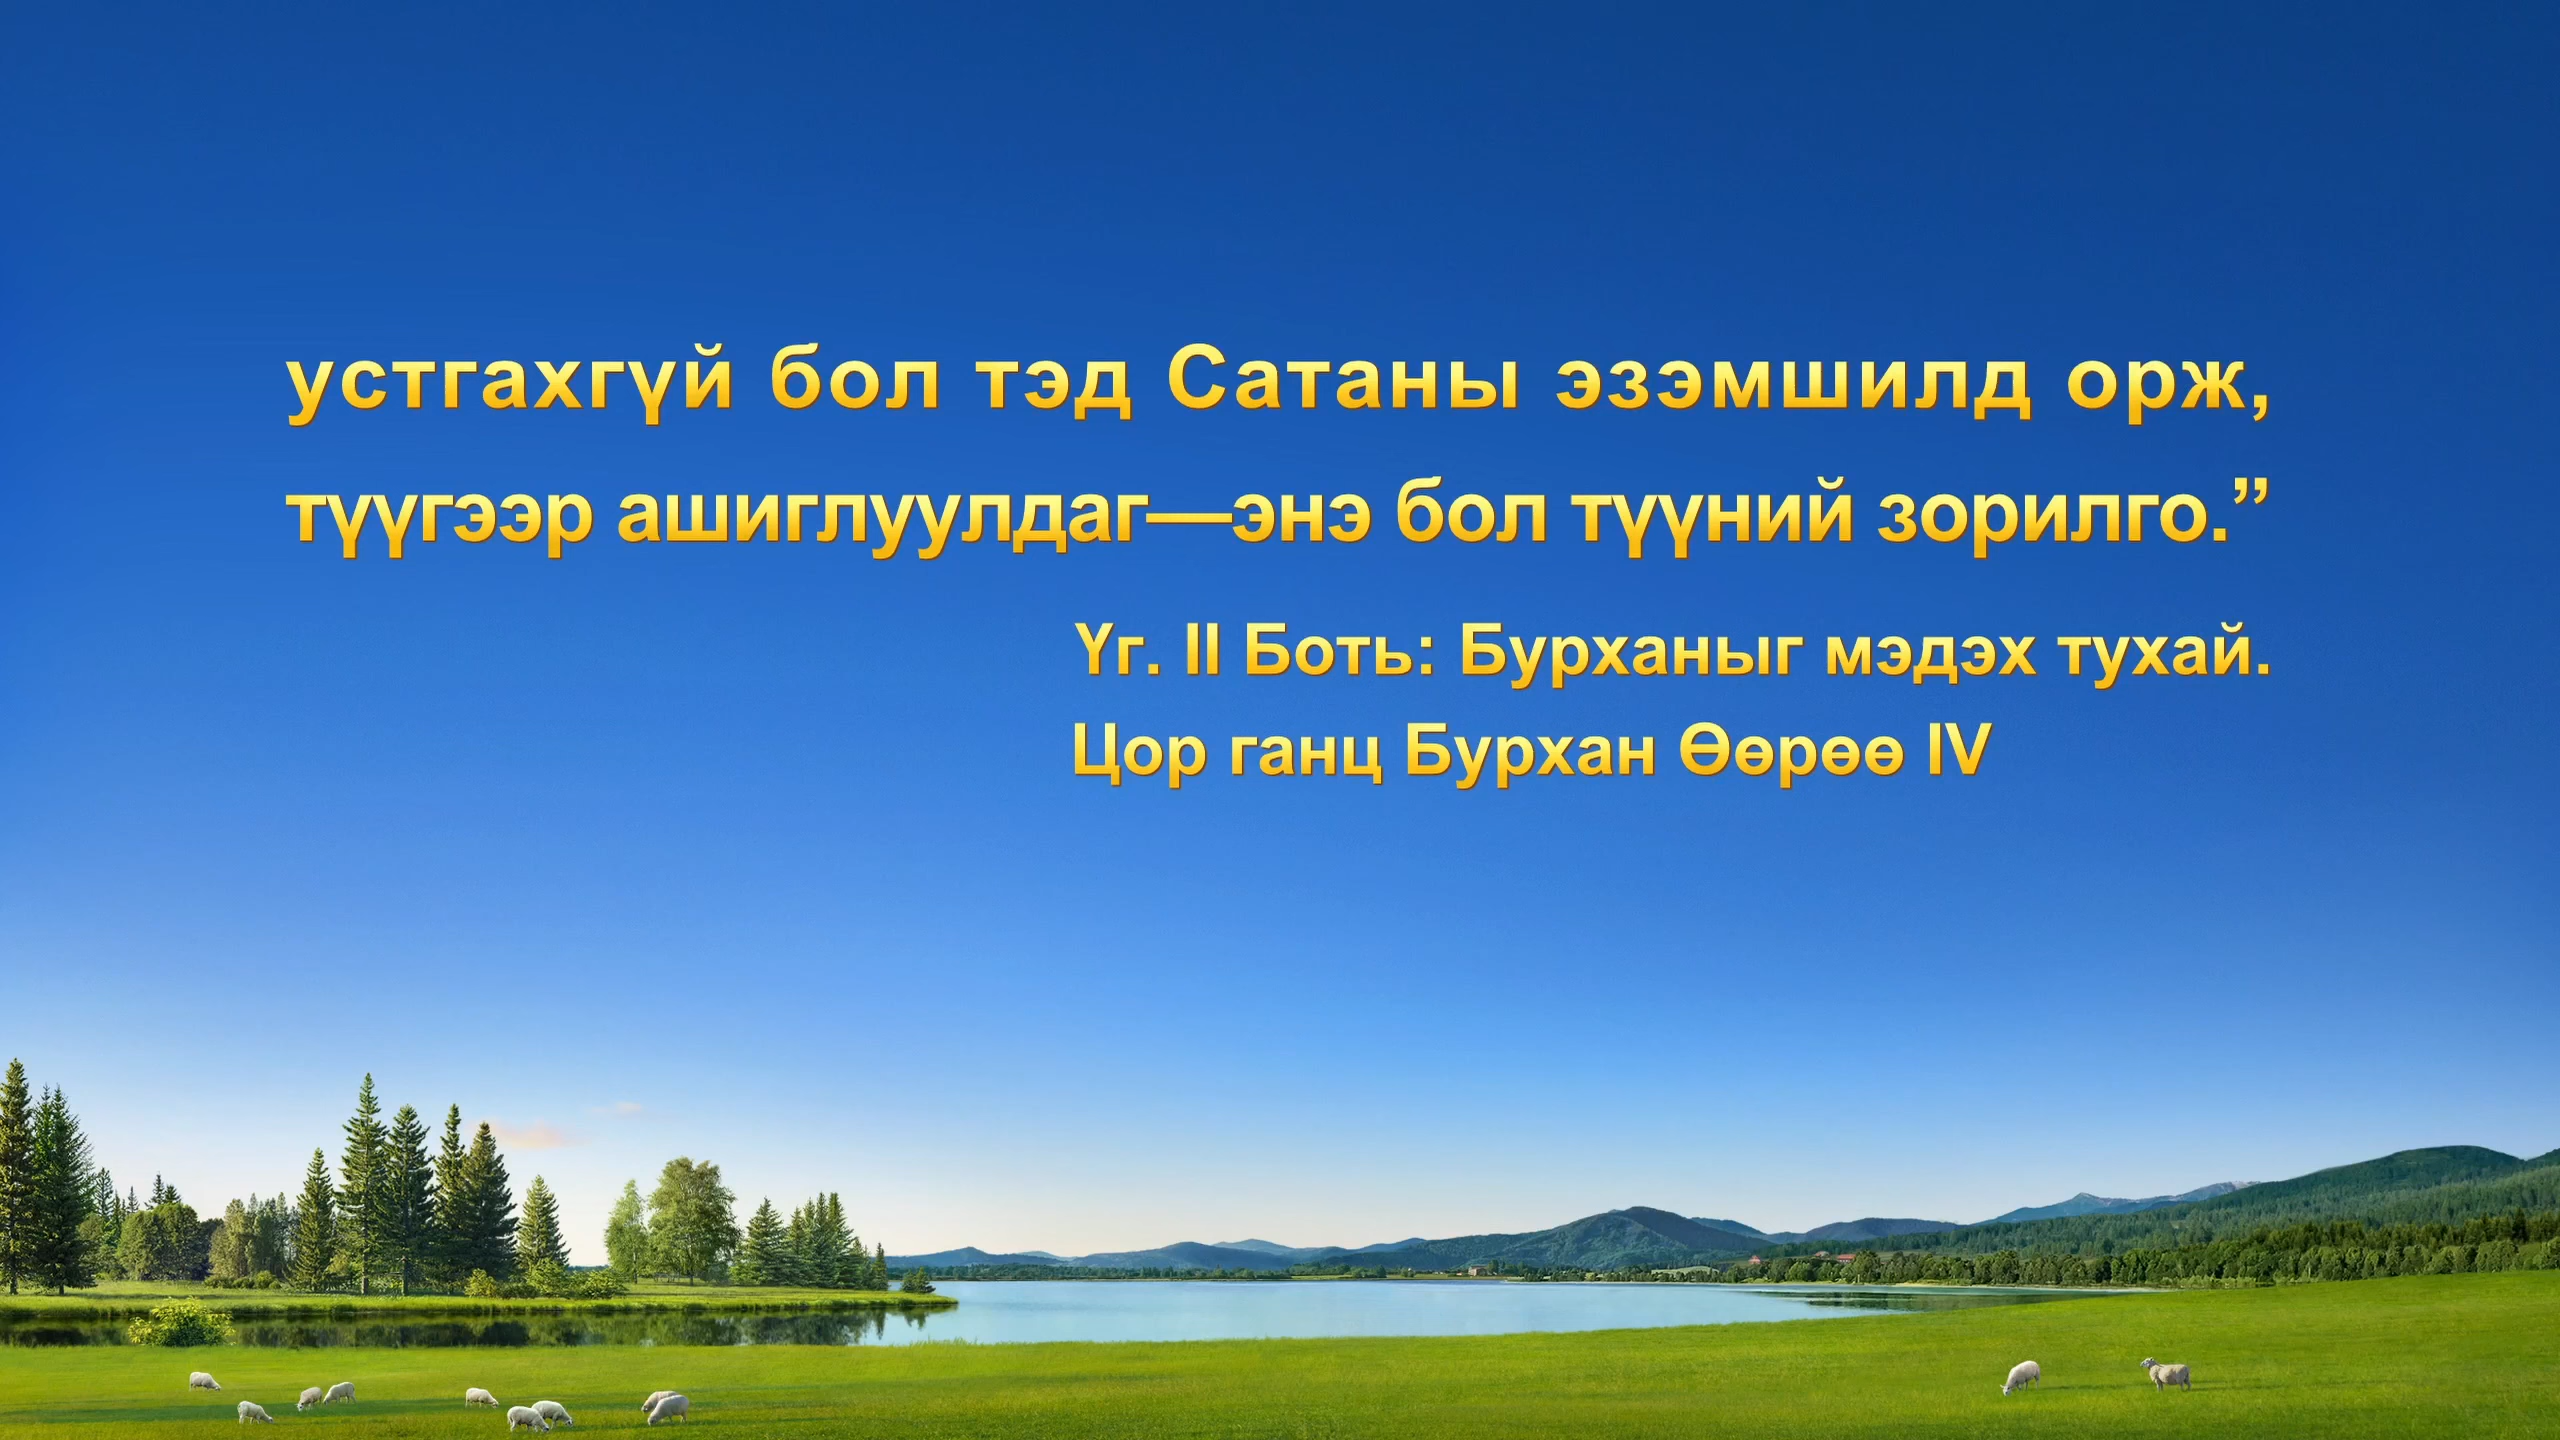 устгахгүй бол тэд Сатаны эзэмшилд орж,
түүгээр ашиглуулдаг—энэ бол түүний зорилго.”
Үг. II Боть: Бурханыг мэдэх тухай.
Цор ганц Бурхан Өөрөө IV